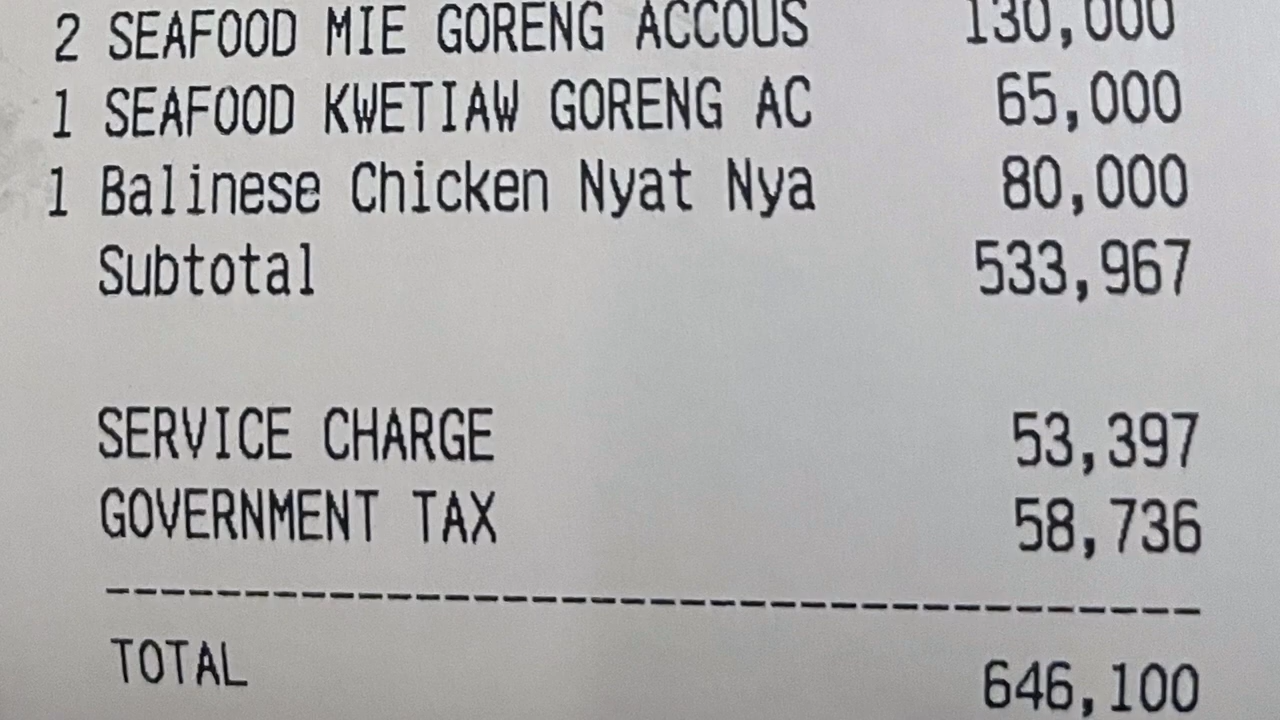 2 SEAFOOD MIE GORENG ACCOUS 130,000
1 SEAFOOD KWETIAW GORENG AC 65,000
1 Balinese Chicken Nyat Nya 80,000
Subtotal 533,967
SERVICE CHARGE 53,397
GOVERNMENT TAX 58,736
----------------------------------------
TOTAL 646,100